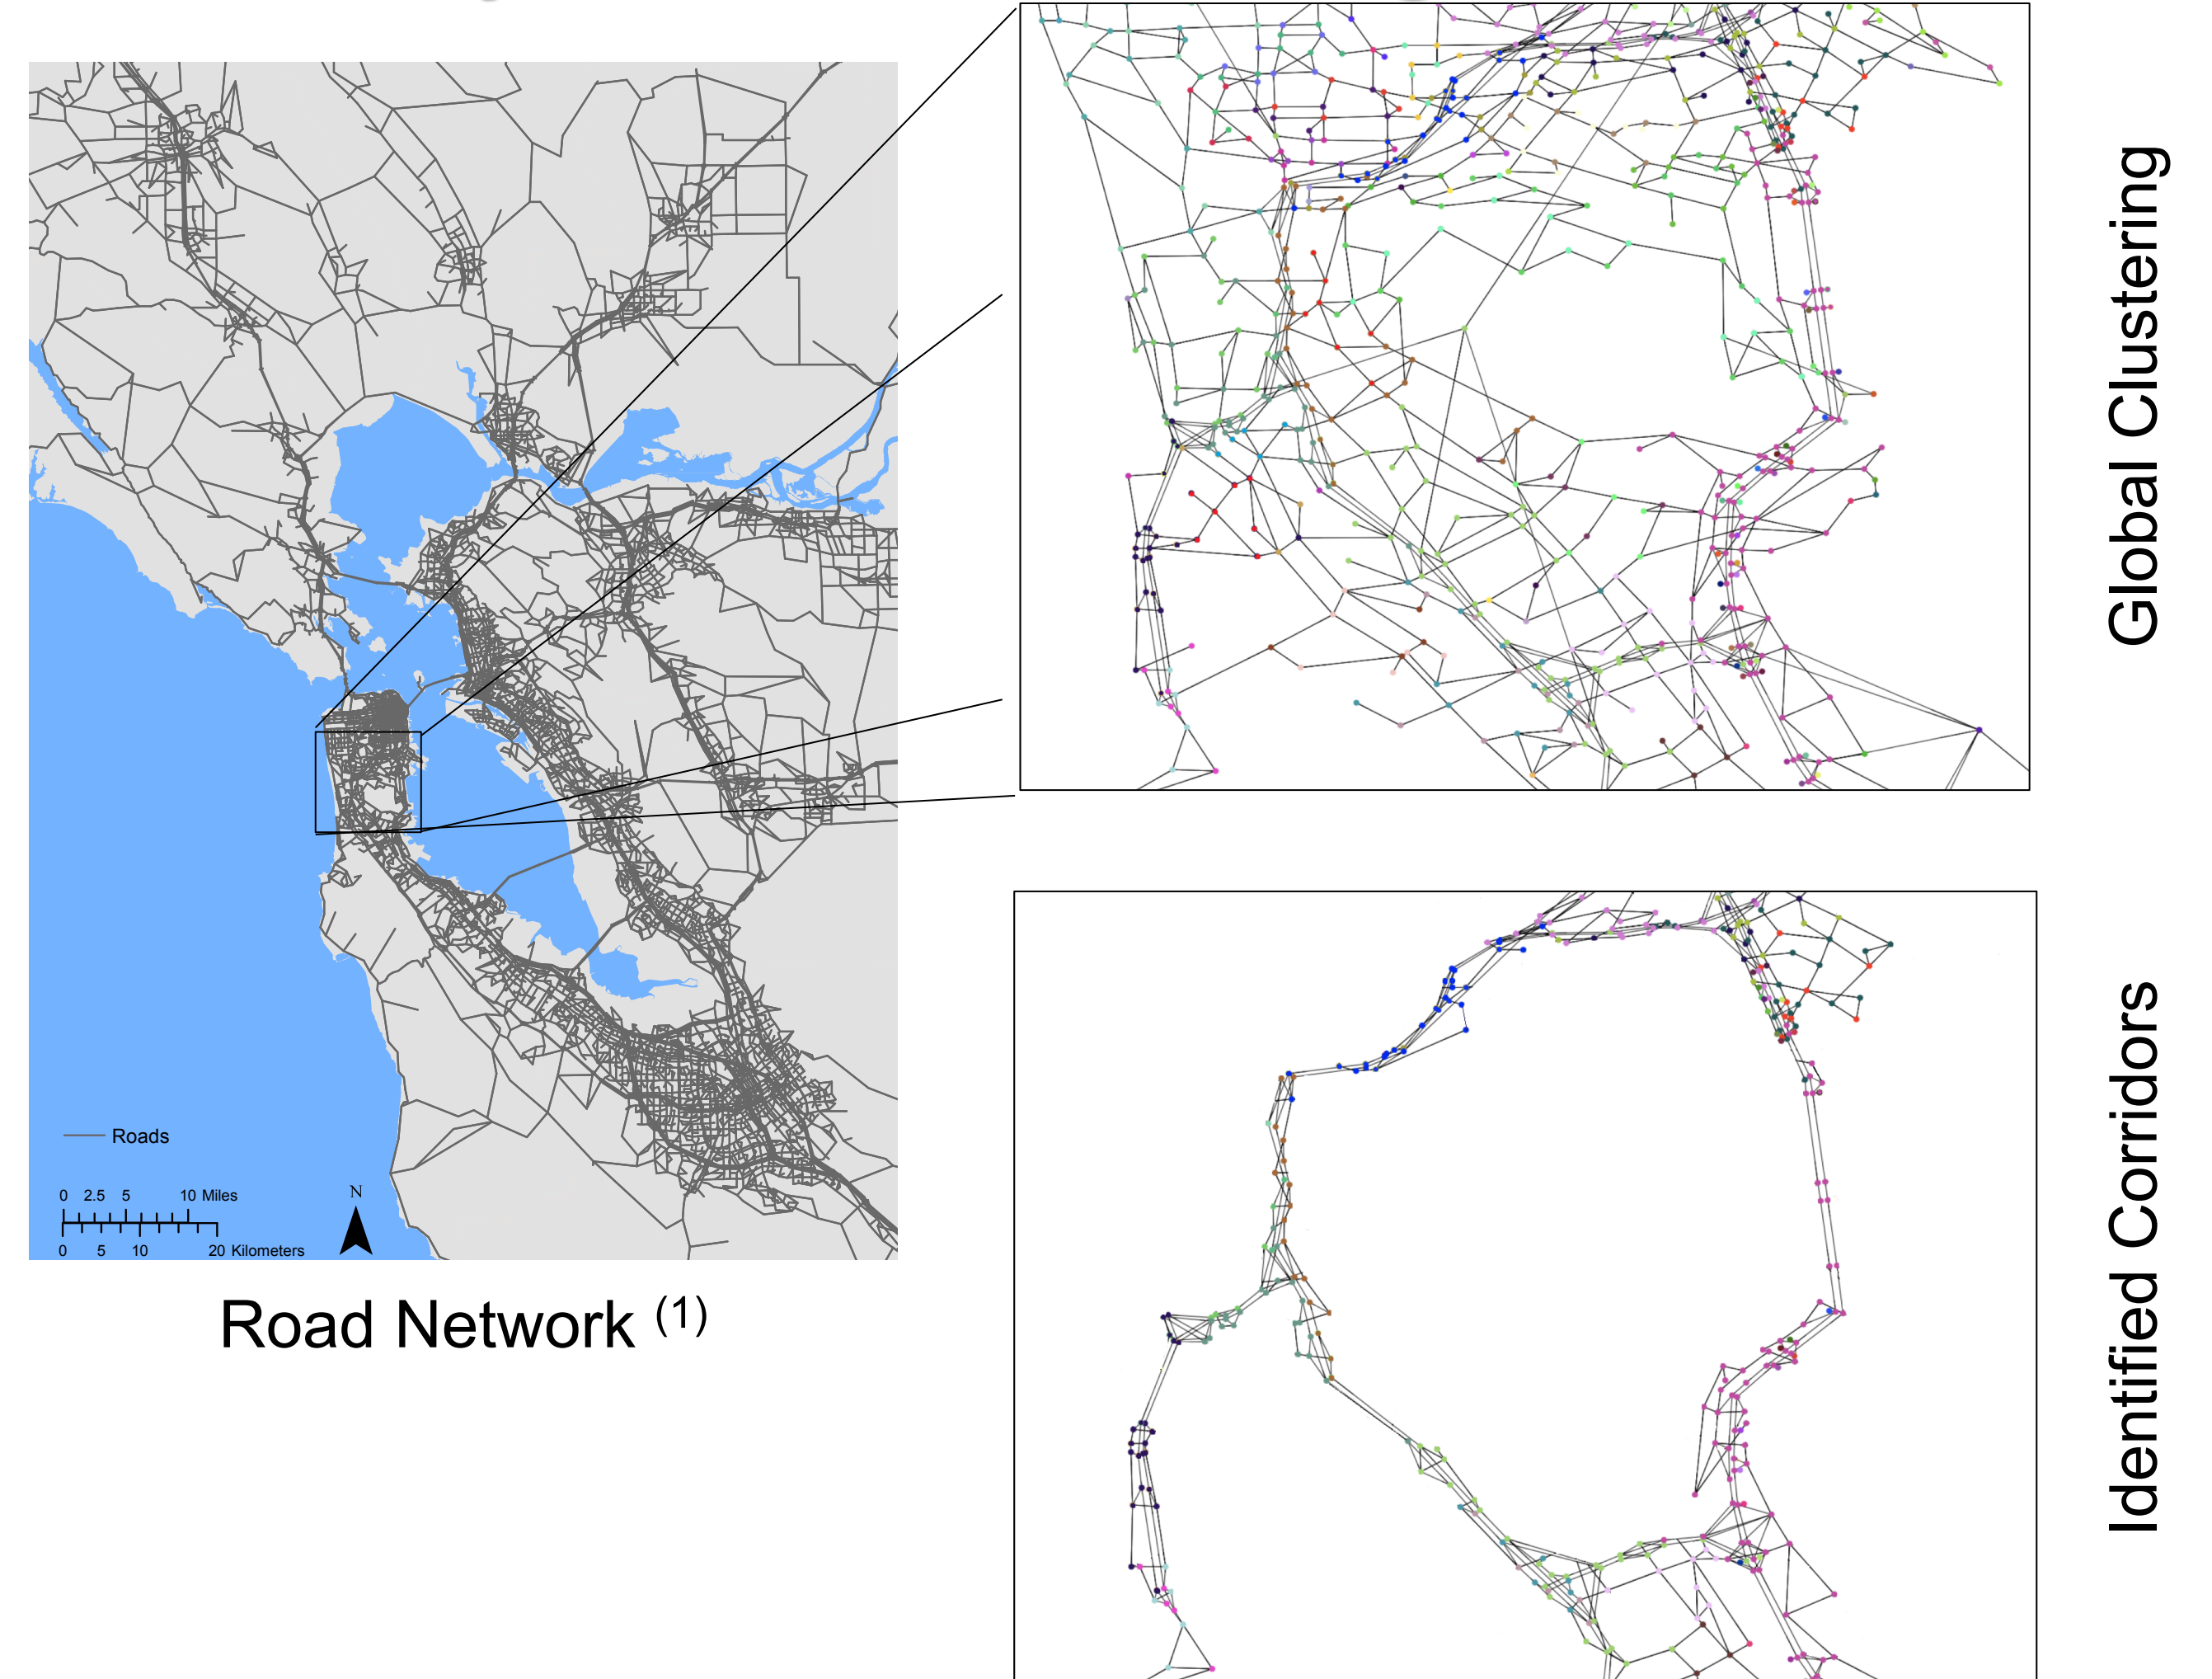 Roads
0 2.5 5 10 Miles
0 5 10 20 Kilometers
N
Road Network (1)
Global Clustering
Identified Corridors